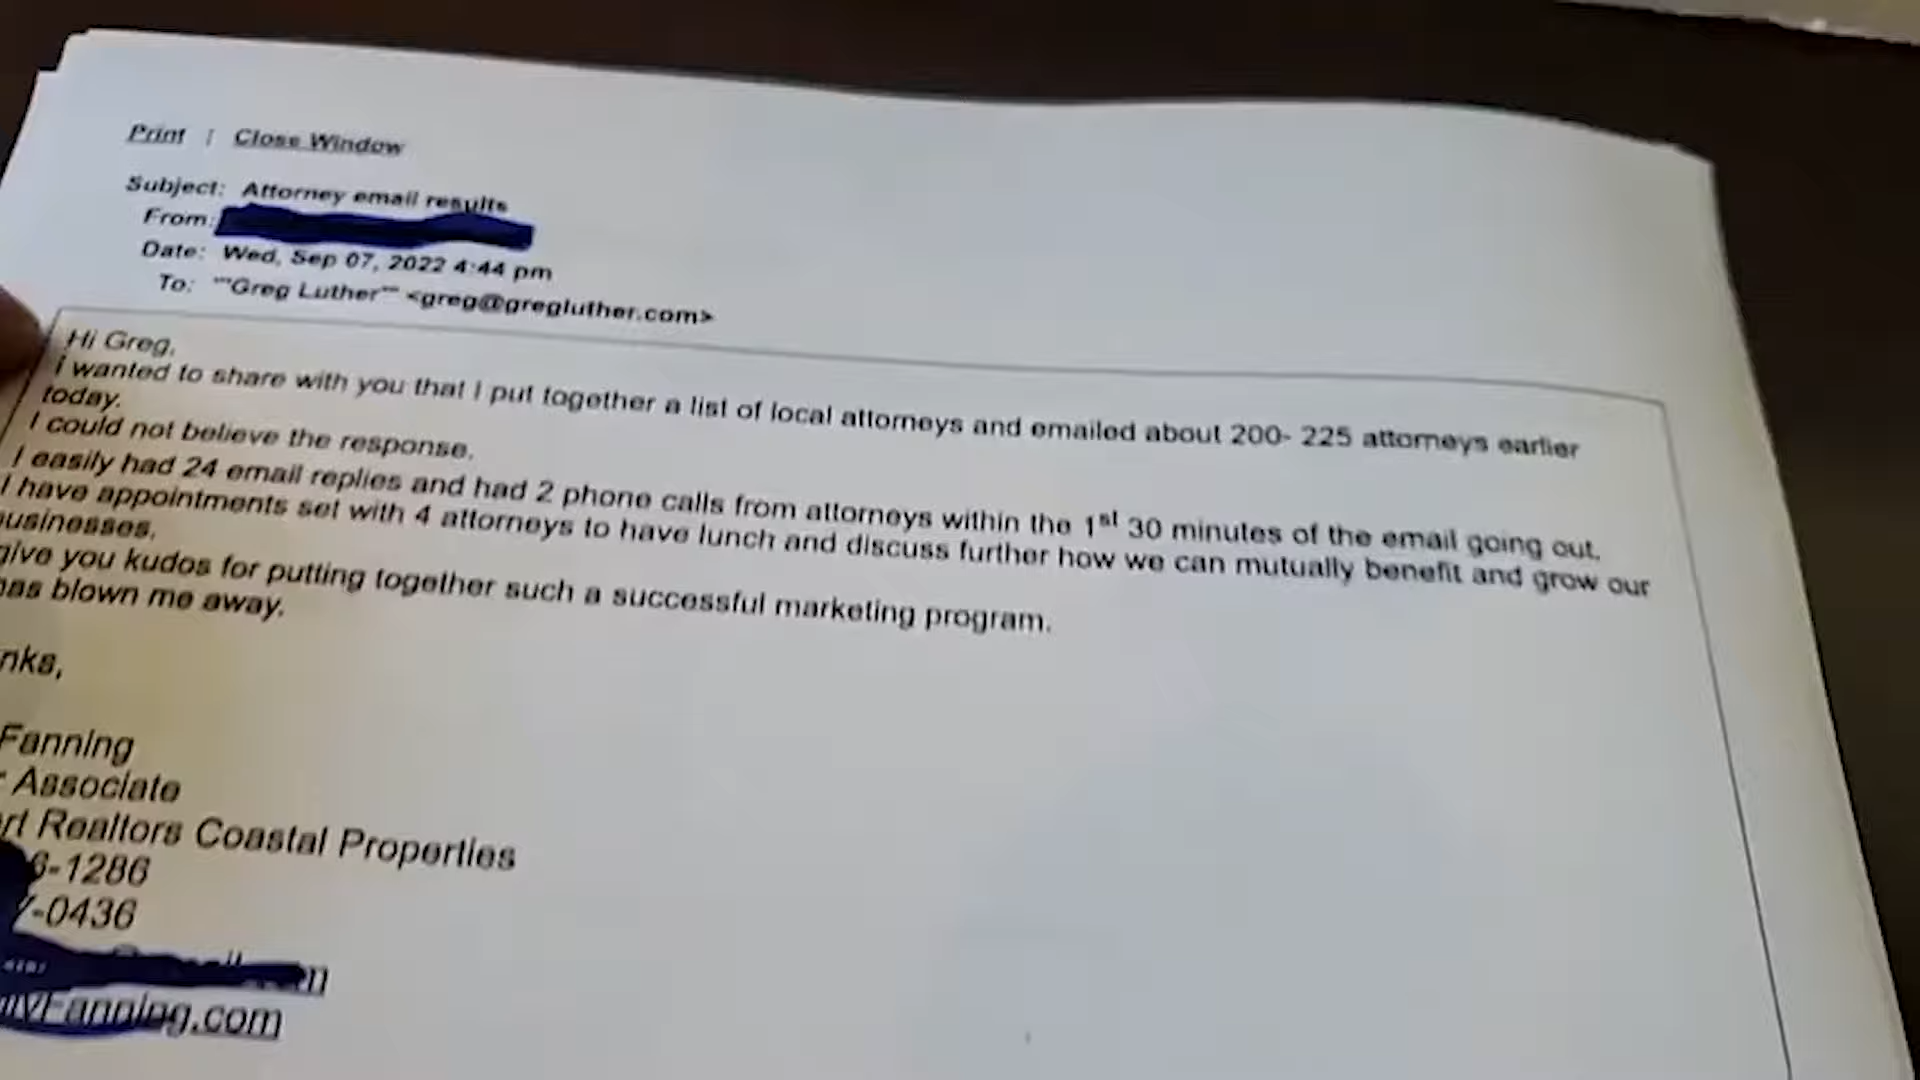 Print | Close Window
Subject: Attorney email results
From:
Date: Wed, Sep 07, 2022 4:44 pm
To: """Greg Luther""" <greg@gregluther.com>
Hi Greg,
I wanted to share with you that I put together a list of local attorneys and emailed about 200- 225 attorneys earlier
today.
I could not believe the response.
I easily had 24 email replies and had 2 phone calls from attorneys within the 1st 30 minutes of the email going out.
I have appointments set with 4 attorneys to have lunch and discuss further how we can mutually benefit and grow our
businesses.
give you kudos for putting together such a successful marketing program.
has blown me away.
nks,
Fanning
Associate
Realtors Coastal Properties
6-1286
-0436
Fanning.com